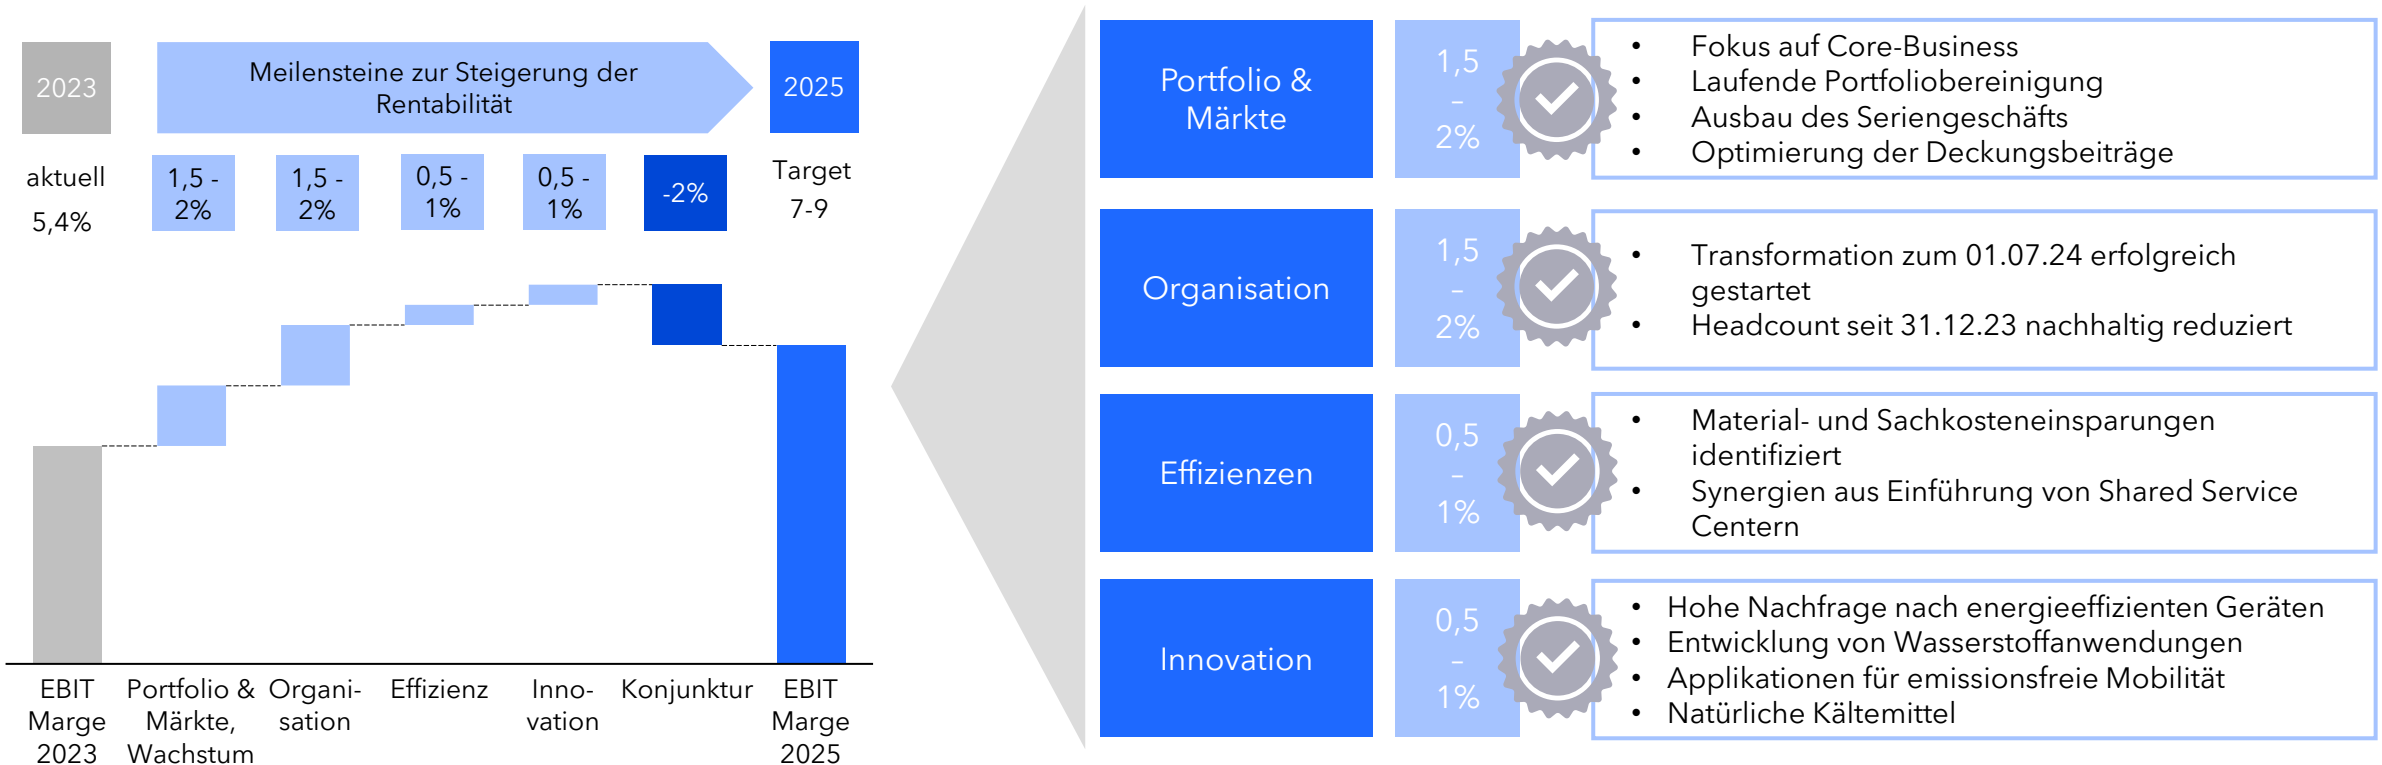 2023
Meilensteine zur Steigerung der
Rentabilität
2025
aktuell
5,4%
1,5 -
2%
1,5 -
2%
0,5 -
1%
0,5 -
1%
-2%
Target
7-9
EBIT
Marge
2023
Portfolio &
Märkte,
Wachstum
Organi-
sation
Effizienz
Inno-
vation
Konjunktur
EBIT
Marge
2025
Portfolio &
Märkte
1,5
–
2%
• Fokus auf Core-Business
• Laufende Portfoliobereinigung
• Ausbau des Seriengeschäfts
• Optimierung der Deckungsbeiträge
Organisation
1,5
–
2%
• Transformation zum 01.07.24 erfolgreich
gestartet
• Headcount seit 31.12.23 nachhaltig reduziert
Effizienzen
0,5
–
1%
• Material- und Sachkosteneinsparungen
identifiziert
• Synergien aus Einführung von Shared Service
Centern
Innovation
0,5
–
1%
• Hohe Nachfrage nach energieeffizienten Geräten
• Entwicklung von Wasserstoffanwendungen
• Applikationen für emissionsfreie Mobilität
• Natürliche Kältemittel